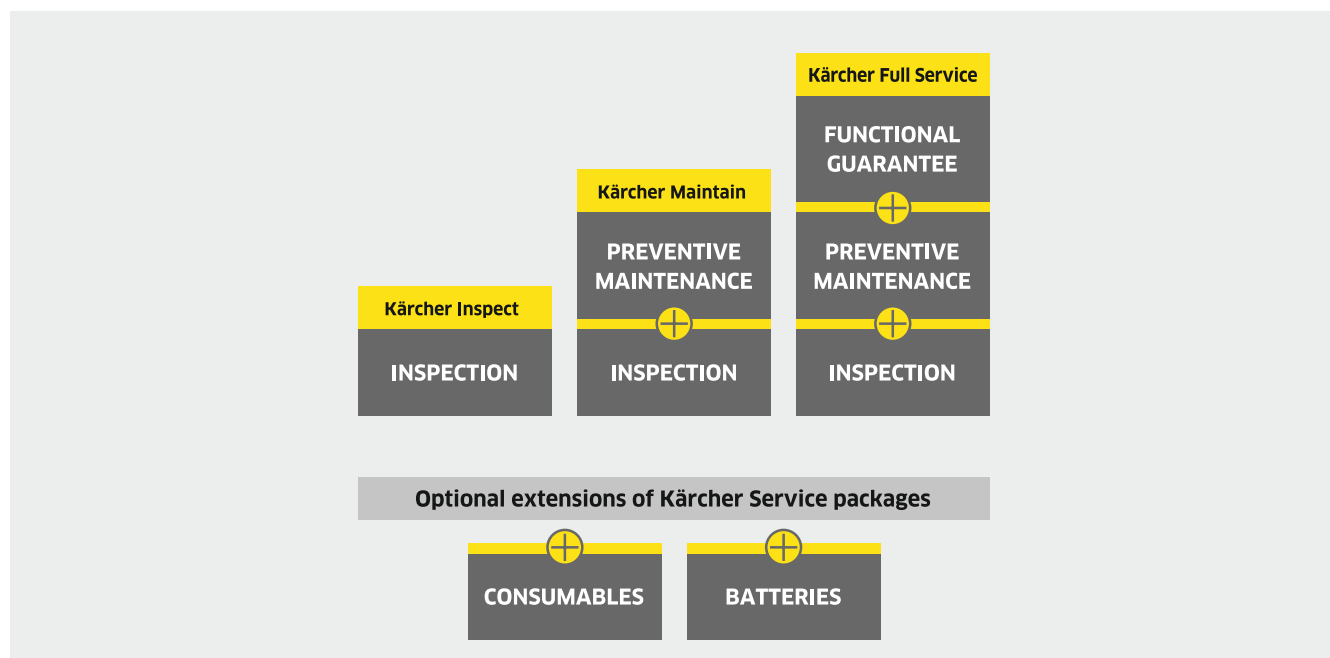 Kärcher Inspect
INSPECTION
Kärcher Maintain
PREVENTIVE
MAINTENANCE
INSPECTION
Kärcher Full Service
FUNCTIONAL
GUARANTEE
PREVENTIVE
MAINTENANCE
INSPECTION
Optional extensions of Kärcher Service packages
CONSUMABLES
BATTERIES